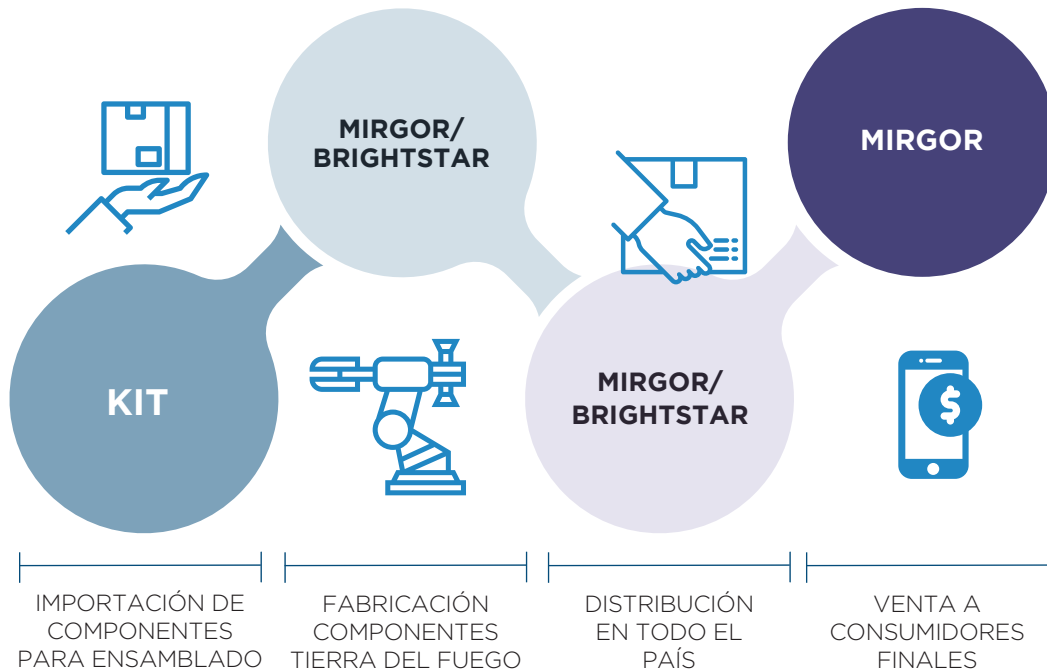 MIRGOR/
BRIGHTSTAR
MIRGOR
KIT
MIRGOR/
BRIGHTSTAR
$
IMPORTACIÓN DE
COMPONENTES
PARA ENSAMBLADO
FABRICACIÓN
COMPONENTES
TIERRA DEL FUEGO
DISTRIBUCIÓN
EN TODO EL
PAÍS
VENTA A
CONSUMIDORES
FINALES